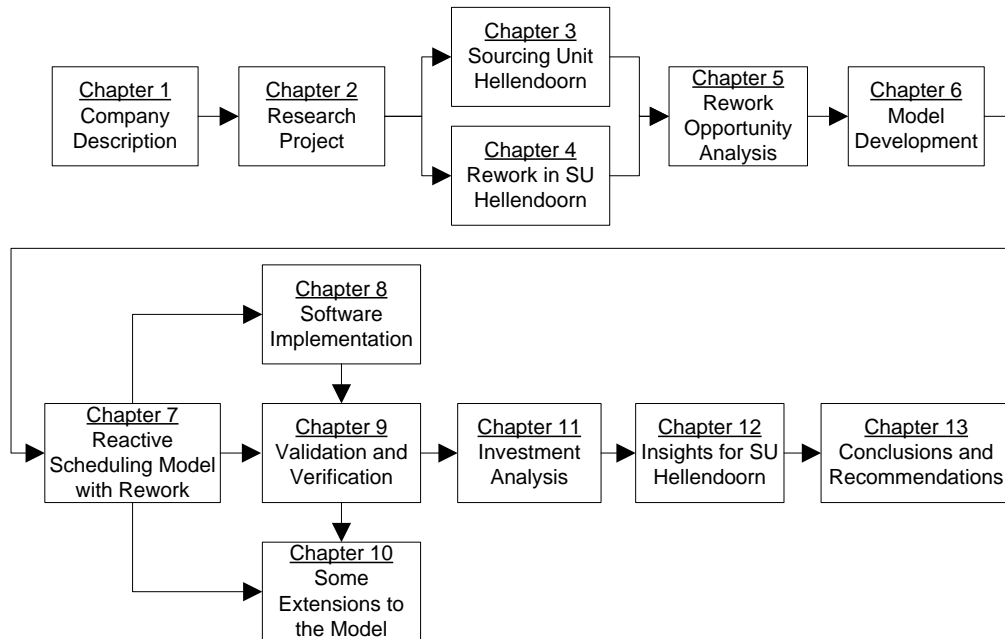 Chapter 1
Company
Description
Chapter 2
Research
Project
Chapter 3
Sourcing Unit
Hellendoorn
Chapter 4
Rework in SU
Hellendoorn
Chapter 5
Rework
Opportunity
Analysis
Chapter 6
Model
Development
Chapter 7
Reactive
Scheduling Model
with Rework
Chapter 8
Software
Implementation
Chapter 9
Validation and
Verification
Chapter 10
Some
Extensions to
the Model
Chapter 11
Investment
Analysis
Chapter 12
Insights for SU
Hellendoorn
Chapter 13
Conclusions and
Recommendations